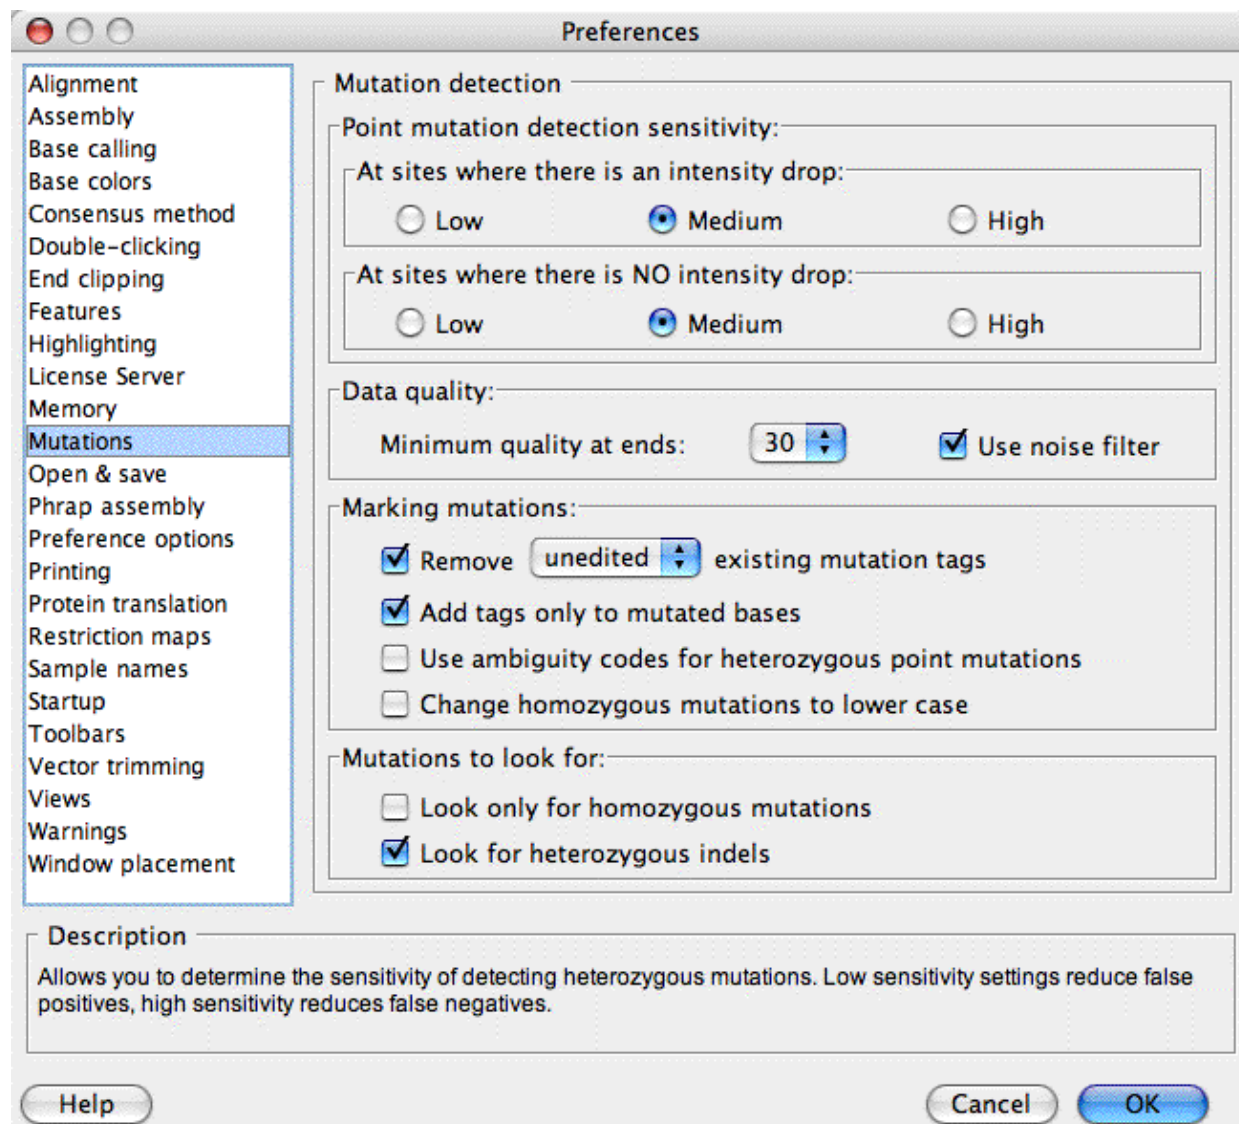 Preferences
Alignment
Assembly
Base calling
Base colors
Consensus method
Double-clicking
End clipping
Features
Highlighting
License Server
Memory
Mutations
Open & save
Phrap assembly
Preference options
Printing
Protein translation
Restriction maps
Sample names
Startup
Toolbars
Vector trimming
Views
Warnings
Window placement
Mutation detection
Point mutation detection sensitivity:
At sites where there is an intensity drop:
Low Medium High
At sites where there is NO intensity drop:
Low Medium High
Data quality:
Minimum quality at ends: 30 Use noise filter
Marking mutations:
Remove unedited existing mutation tags
Add tags only to mutated bases
Use ambiguity codes for heterozygous point mutations
Change homozygous mutations to lower case
Mutations to look for:
Look only for homozygous mutations
Look for heterozygous indels
Description
Allows you to determine the sensitivity of detecting heterozygous mutations. Low sensitivity settings reduce false
positives, high sensitivity reduces false negatives.
Help Cancel OK